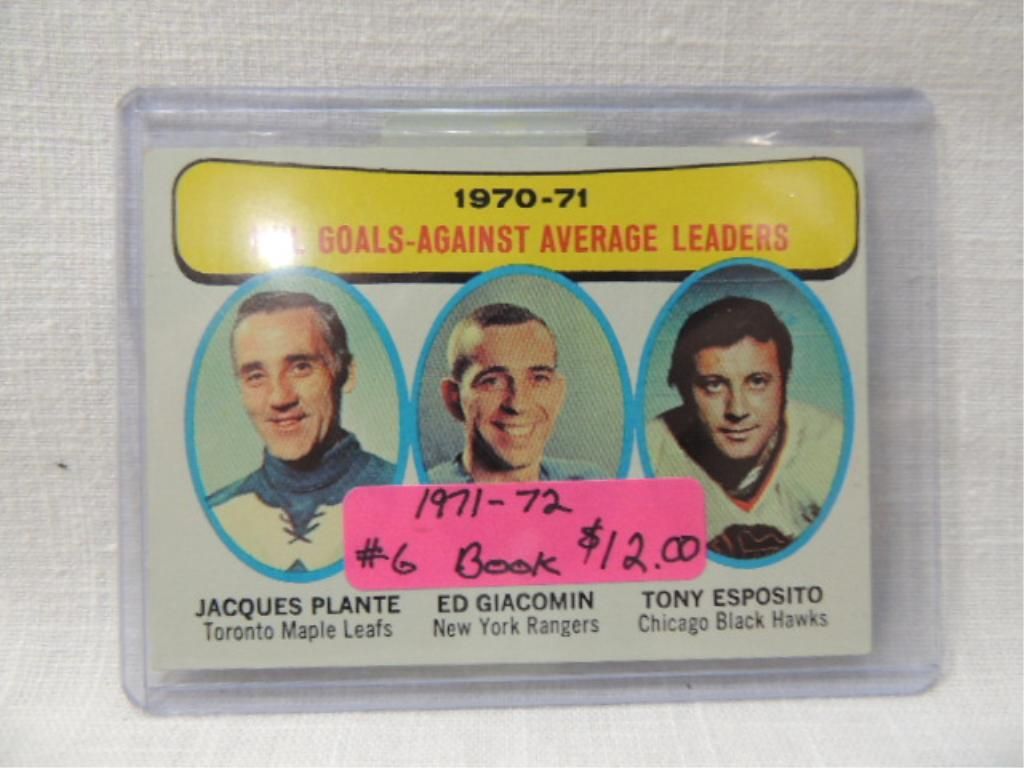 1970-71
GOALS-AGAINST AVERAGE LEADERS
1971-72
#6 Book $12.00
JACQUES PLANTE
Toronto Maple Leafs
ED GIACOMIN
New York Rangers
TONY ESPOSITO
Chicago Black Hawks